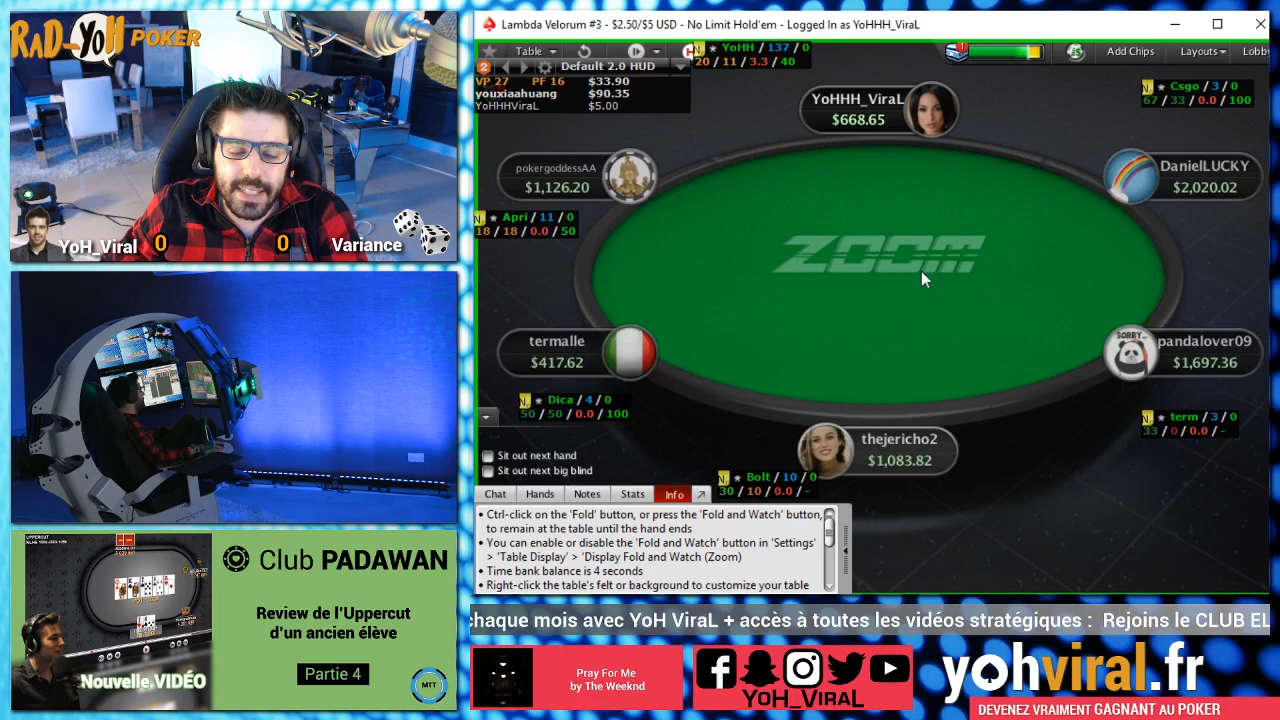 RAD-YOH POKER
YoH_Viral 0
0 Variance
Lambda Velorum #3 - $2.50/$5 USD - No Limit Hold'em - Logged In as YoHHH_ViraL
Table
YoHH / 137 / 0
20 / 11 / 3.3 / 40
Add Chips
Layouts
Lobby
2
Default 2.0 HUD
VP 27 PF 16 $33.90
youxiaahuang $90.35
YoHHHViraL $5.00
YoHHH_ViraL
$668.65
Csgo / 3 / 0
67 / 33 / 0.0 / 100
pokergoddessAA
$1,126.20
DanielLUCKY
$2,020.02
Apri / 11 / 0
18 / 18 / 0.0 / 50
ZOOM
termalle
$417.62
SORRY...
pandalover09
$1,697.36
Dica / 4 / 0
50 / 50 / 0.0 / 100
term / 3 / 0
33 / 0 / 0.0 / -
thejericho2
$1,083.82
Bolt / 10 / 0
30 / 10 / 0.0 / -
Sit out next hand
Sit out next big blind
Chat Hands Notes Stats Info
• Ctrl-click on the 'Fold' button, or press the 'Fold and Watch' button,
to remain at the table until the hand ends
• You can enable or disable the 'Fold and Watch' button in 'Settings'
> 'Table Display' > 'Display Fold and Watch (Zoom)
• Time bank balance is 4 seconds
• Right-click the table's felt or background to customize your table
Club PADAWAN
Review de l'Uppercut
d'un ancien élève
Partie 4
MTT
UPPERCUT
Nouvelle VIDÉO
chaque mois avec YoH ViraL + accès à toutes les vidéos stratégiques : Rejoins le CLUB EL
Pray For Me
by The Weeknd
YoH_ViraL
yohviral.fr
DEVENEZ VRAIMENT GAGNANT AU POKER